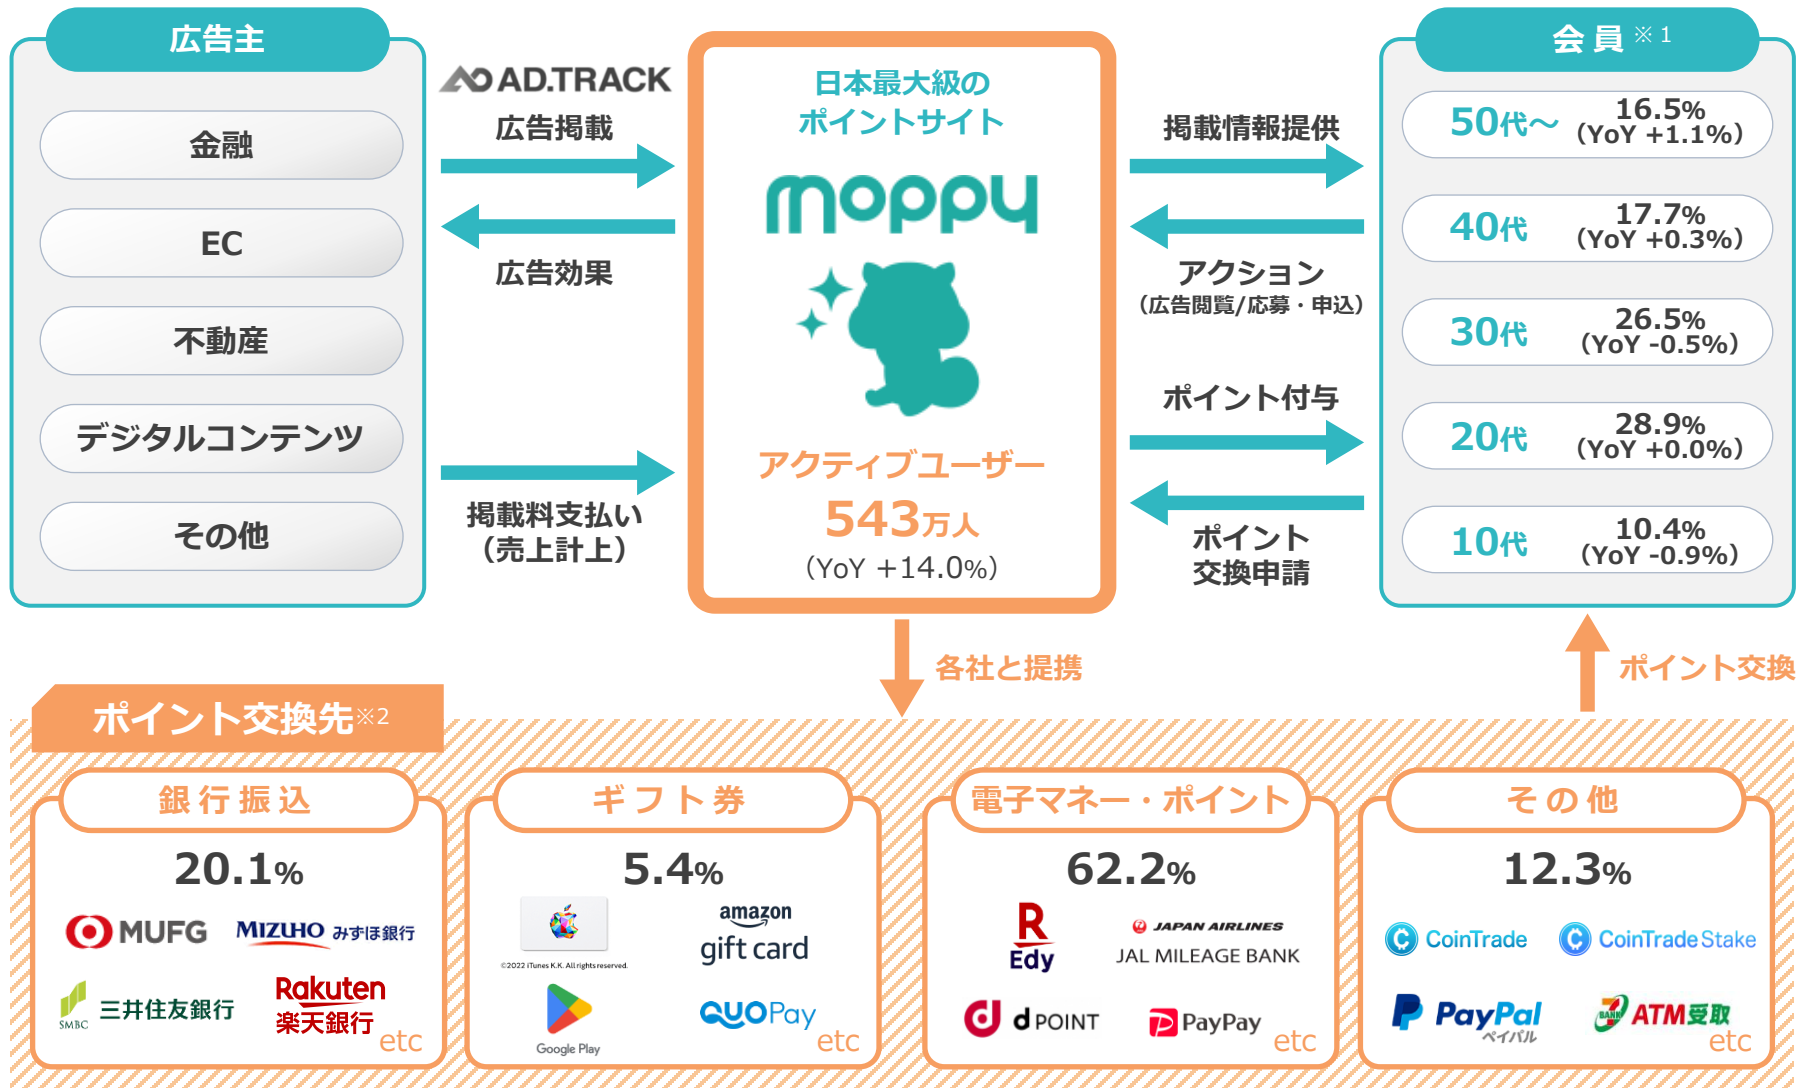 広告主
金融
EC
不動産
デジタルコンテンツ
その他
AD.TRACK
広告掲載
広告効果
掲載料支払い
（売上計上）
日本最大級の
ポイントサイト
moppy
アクティブユーザー
543万人
（YoY +14.0%）
掲載情報提供
アクション
（広告閲覧/応募・申込）
ポイント付与
ポイント
交換申請
会員※1
50代～ 16.5%
（YoY +1.1%）
40代 17.7%
（YoY +0.3%）
30代 26.5%
（YoY -0.5%）
20代 28.9%
（YoY +0.0%）
10代 10.4%
（YoY -0.9%）
各社と提携
ポイント交換
ポイント交換先※2
銀行振込
20.1%
MUFG
MIZUHO みずほ銀行
SMBC 三井住友銀行
Rakuten
楽天銀行
etc
ギフト券
5.4%
©2022 iTunes K.K. All rights reserved.
amazon
gift card
Google Play
QUO Pay
etc
電子マネー・ポイント
62.2%
R
Edy
JAPAN AIRLINES
JAL MILEAGE BANK
d d POINT
PayPay
etc
その他
12.3%
CoinTrade
CoinTrade Stake
PayPal
ペイパル
7 BANK ATM受取
etc